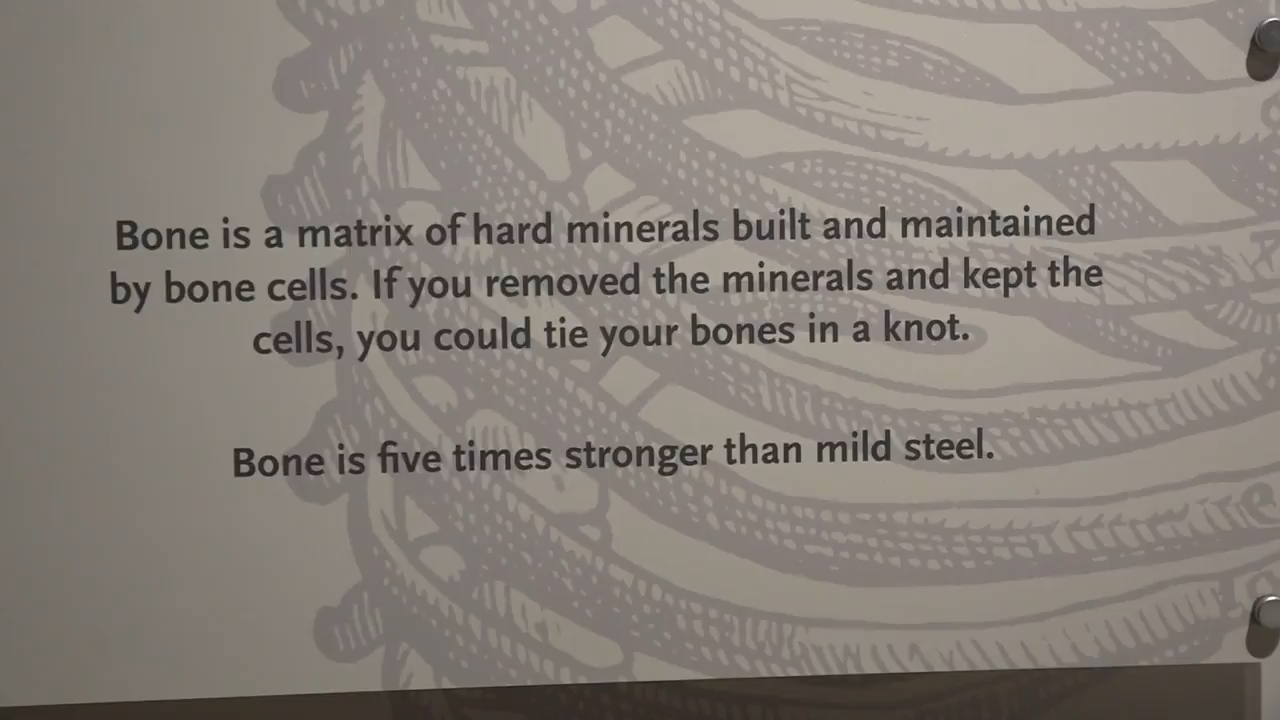 Bone is a matrix of hard minerals built and maintained
by bone cells. If you removed the minerals and kept the
cells, you could tie your bones in a knot.
Bone is five times stronger than mild steel.